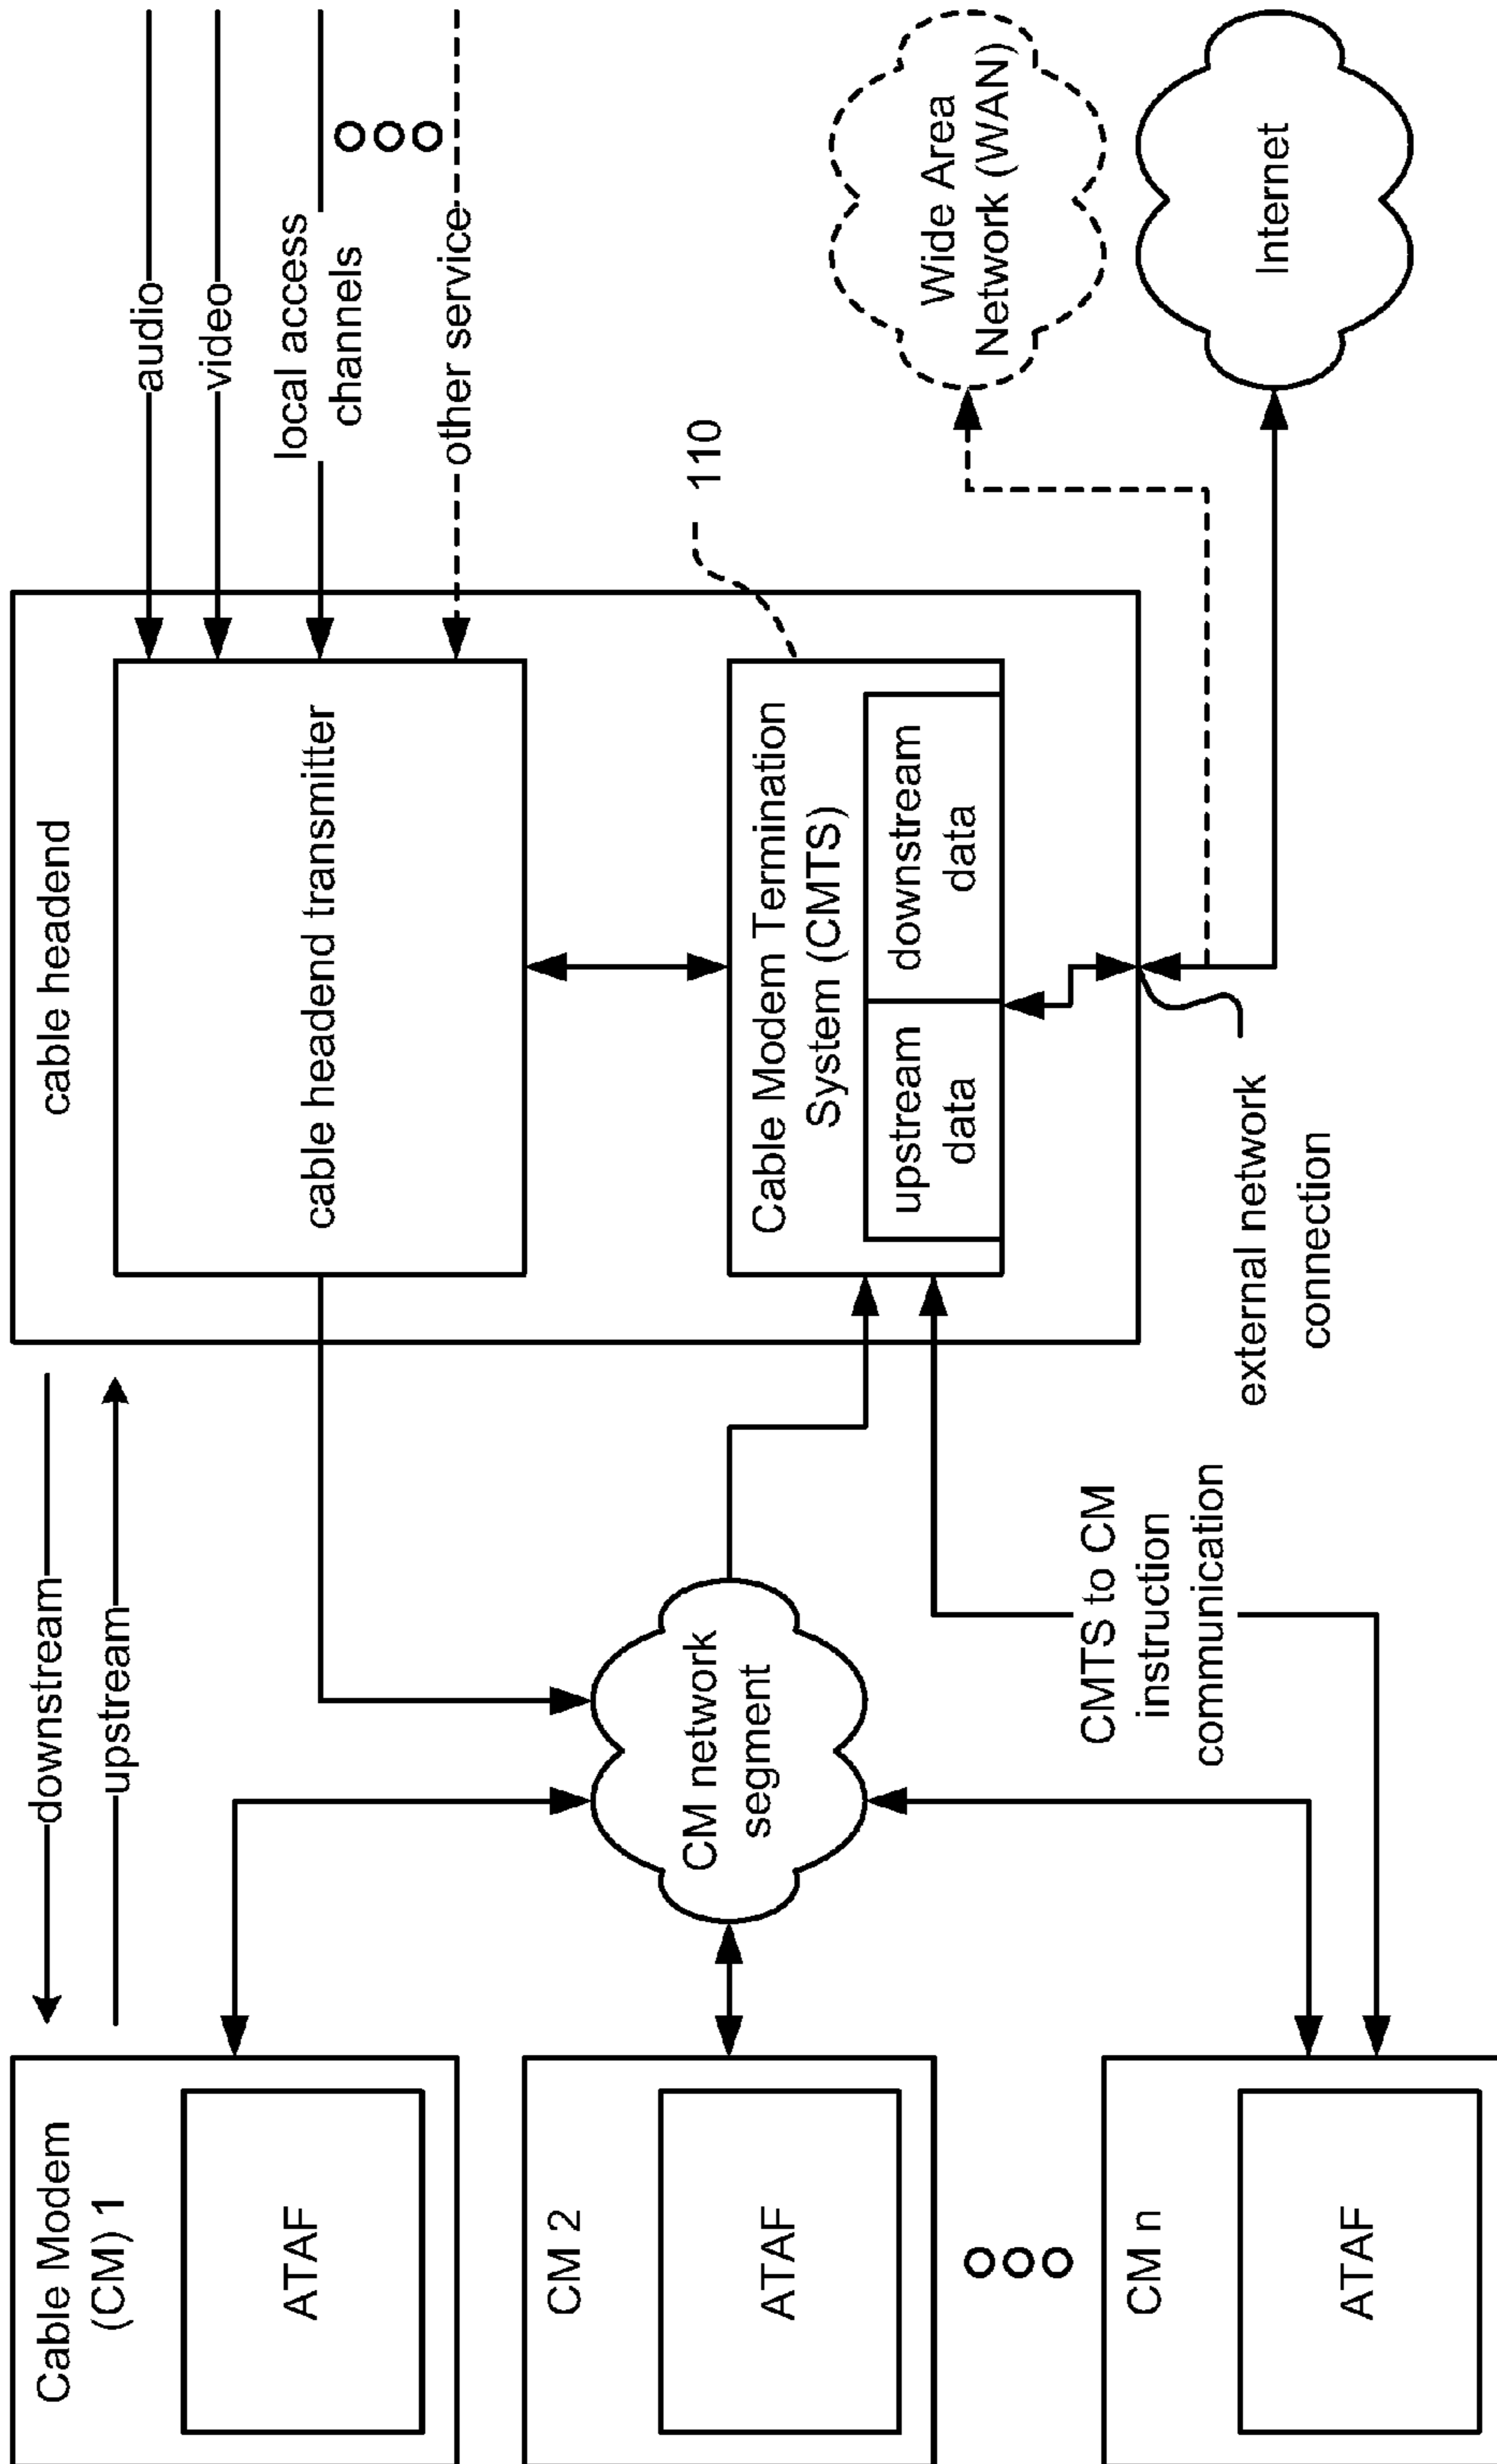 downstream
upstream
Cable Modem
(CM) 1
ATAF
CM 2
ATAF
CM n
ATAF
CM network
segment
CMTS to CM
instruction
communication
cable headend
cable headend transmitter
Cable Modem Termination
System (CMTS)
upstream
data
downstream
data
110
external network
connection
audio
video
local access
channels
other service
Wide Area
Network (WAN)
Internet